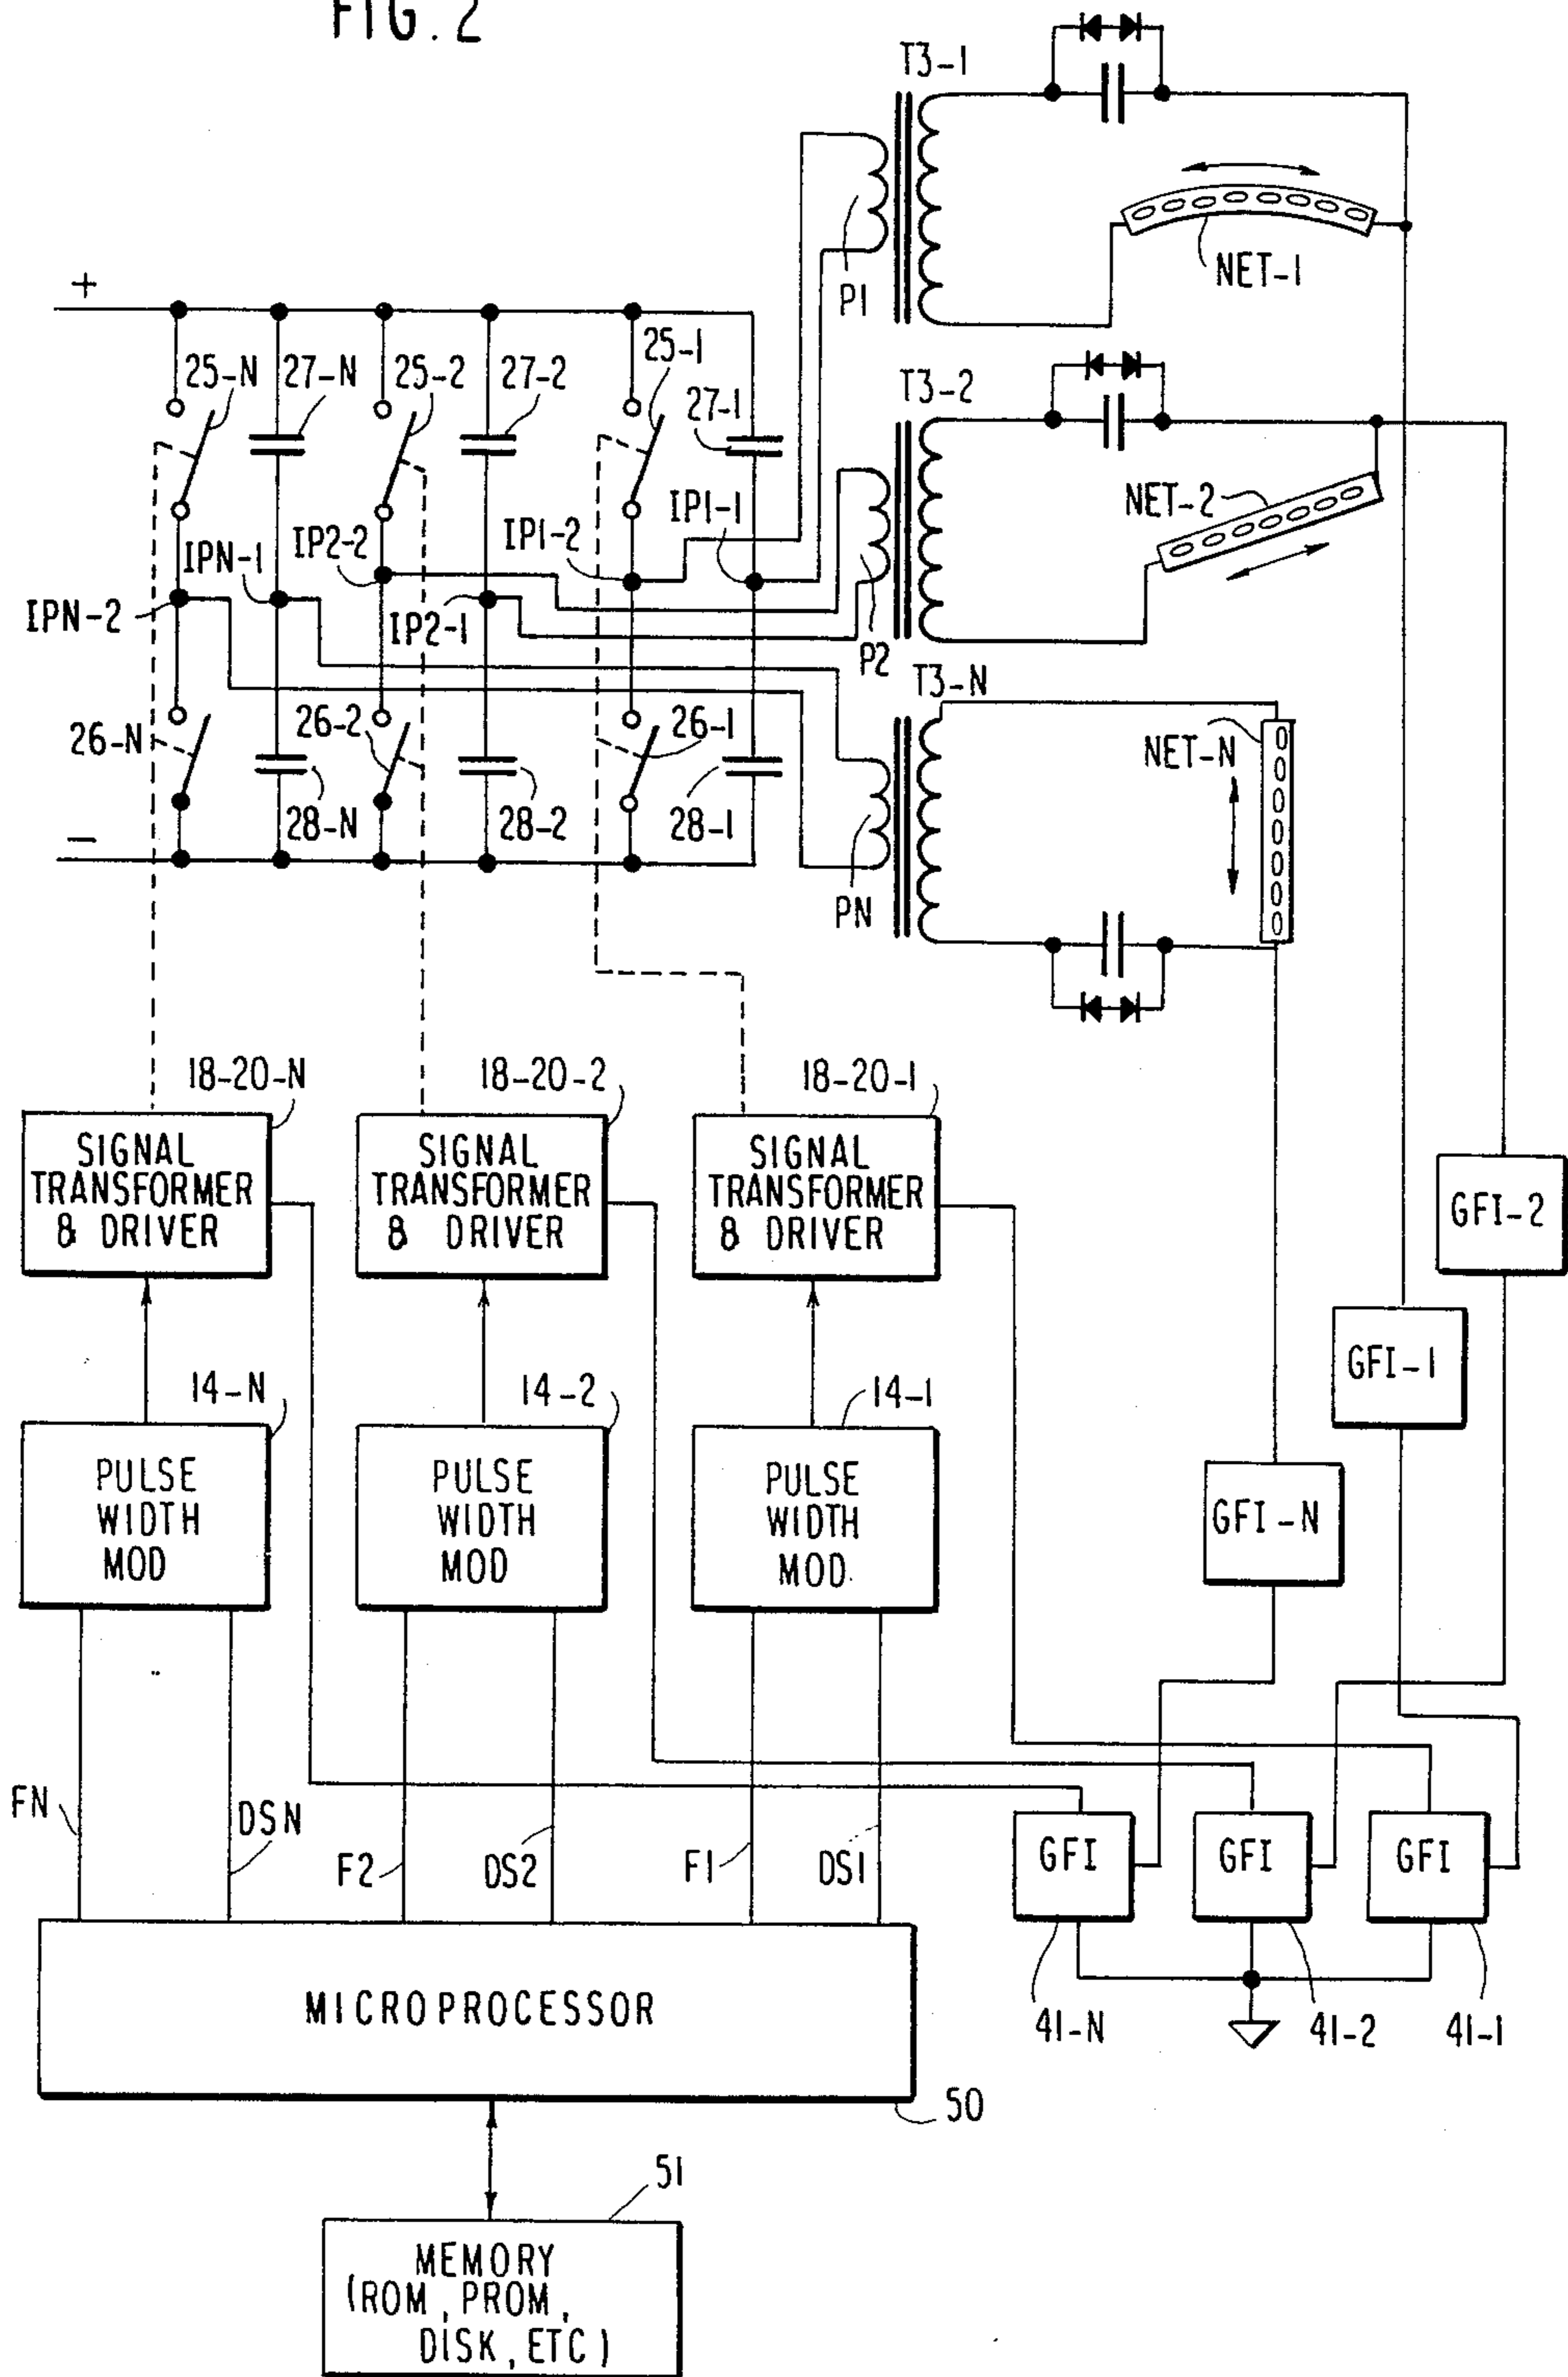 FIG. 2
T3-1
P1
NET-1
+
25-N
27-N
25-2
27-2
25-1
27-1
T3-2
NET-2
IPN-1
IP2-2
IP1-2
IP1-1
IPN-2
IP2-1
P2
T3-N
26-N
26-2
26-1
NET-N
28-N
28-2
28-1
PN
−
18-20-N
18-20-2
18-20-1
SIGNAL
TRANSFORMER
& DRIVER
SIGNAL
TRANSFORMER
& DRIVER
SIGNAL
TRANSFORMER
& DRIVER
GFI-2
GFI-1
14-N
14-2
14-1
PULSE
WIDTH
MOD
PULSE
WIDTH
MOD
PULSE
WIDTH
MOD.
GFI-N
FN
DSN
F2
DS2
F1
DS1
GFI
GFI
GFI
MICROPROCESSOR
41-N
41-2
41-1
50
51
MEMORY
(ROM, PROM,
DISK, ETC)